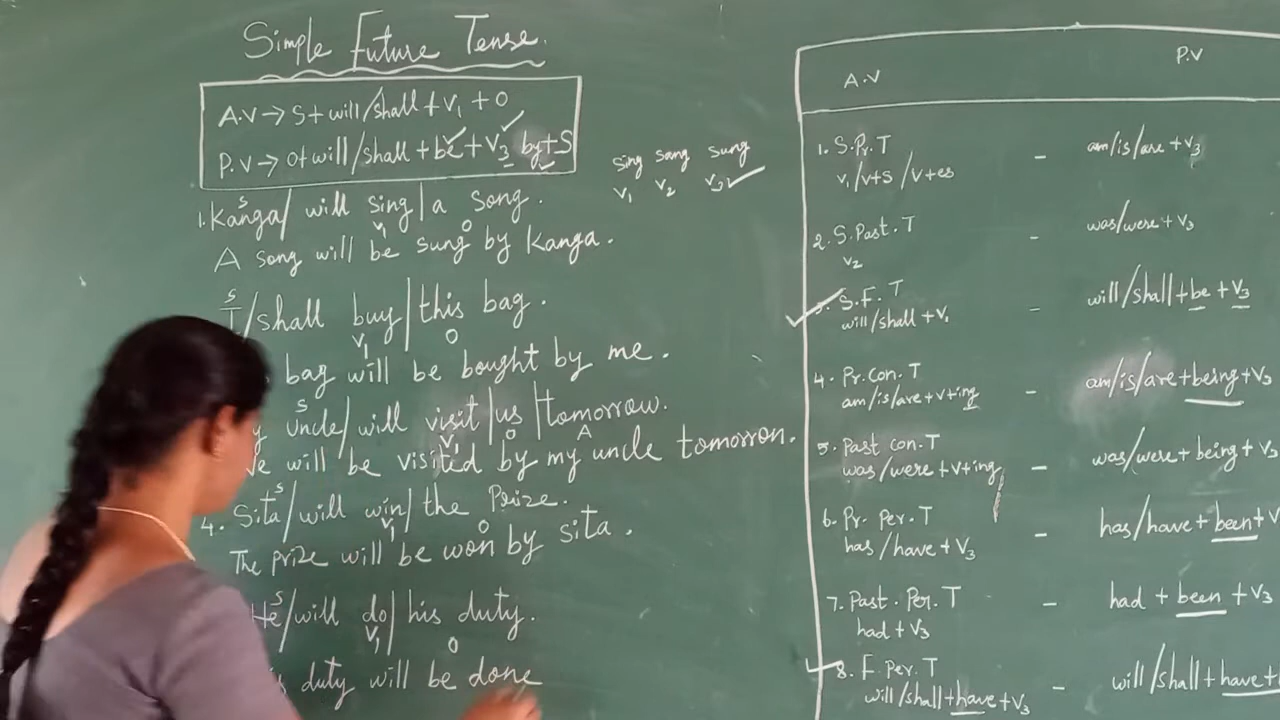 Simple Future Tense.
A.V → S + will/shall + V1 + O
P.V → O + will/shall + be + V3 by + S
sing sang sung
V1 V2 V3
S
1. Kanga/ will sing/ a song.
V1 O
A song will be sung by Kanga.
S
I/shall buy/this bag.
V1 O
bag will be bought by me.
S
uncle/will visit/us/tomorrow.
V1 O A
will be visited by my uncle tomorrow.
S
4. Sita/will win/ the Prize.
V1 O
The prize will be won by sita.
S
He/will do/his duty.
V1 O
duty will be done
A.V P.V
1. S.Pr.T - am/is/are + V3
V1/V+s/V+es
2. S.Past.T - was/were + V3
V2
S.F.T - will/shall + be + V3
will/shall + V1
4. Pr.Con.T - am/is/are + being + V3
am/is/are + V + ing
5. Past con.T - was/were + being + V3
was/were + V + ing
6. Pr. Per. T - has/have + been + V
has/have + V3
7. Past. Per. T - had + been + V3
had + V3
8. F. Per. T - will/shall + have +
will/shall + have + V3